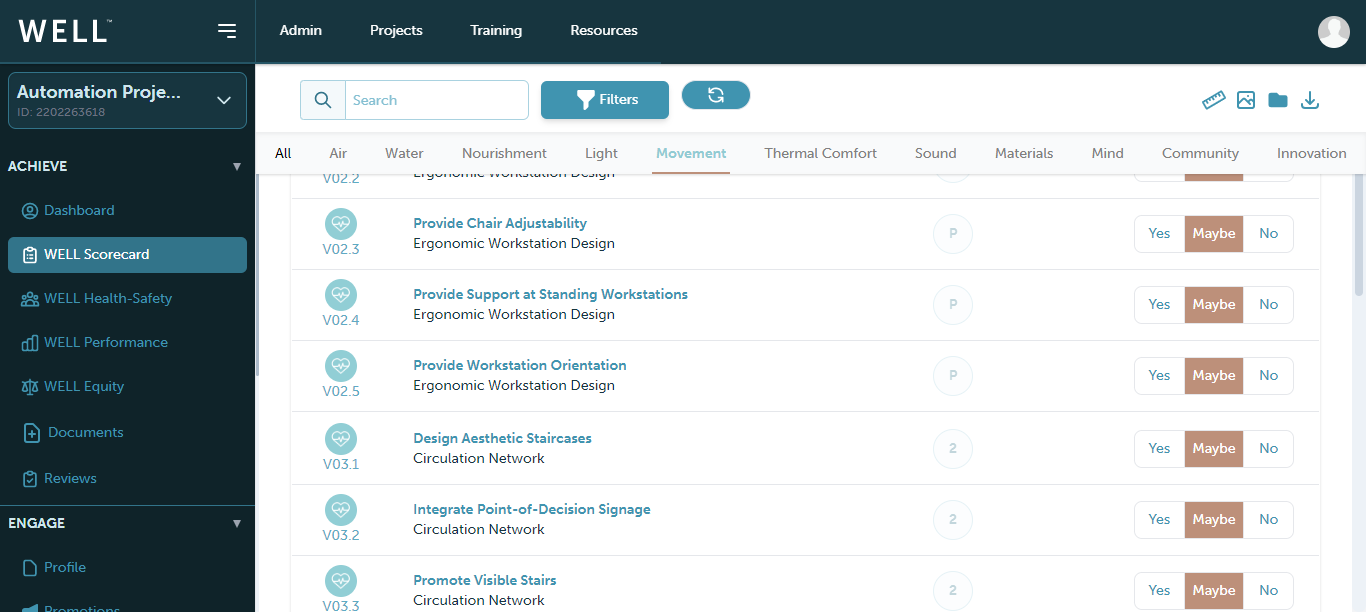 WELL™
Admin
Projects
Training
Resources
Automation Proje...
ID: 2202263618
ACHIEVE
Dashboard
WELL Scorecard
WELL Health-Safety
WELL Performance
WELL Equity
Documents
Reviews
ENGAGE
Profile
Promotions
Search
Filters
All
Air
Water
Nourishment
Light
Movement
Thermal Comfort
Sound
Materials
Mind
Community
Innovation
V02.2
Ergonomic Workstation Design
V02.3
Provide Chair Adjustability
Ergonomic Workstation Design
P
Yes
Maybe
No
V02.4
Provide Support at Standing Workstations
Ergonomic Workstation Design
P
Yes
Maybe
No
V02.5
Provide Workstation Orientation
Ergonomic Workstation Design
P
Yes
Maybe
No
V03.1
Design Aesthetic Staircases
Circulation Network
2
Yes
Maybe
No
V03.2
Integrate Point-of-Decision Signage
Circulation Network
2
Yes
Maybe
No
V03.3
Promote Visible Stairs
Circulation Network
2
Yes
Maybe
No